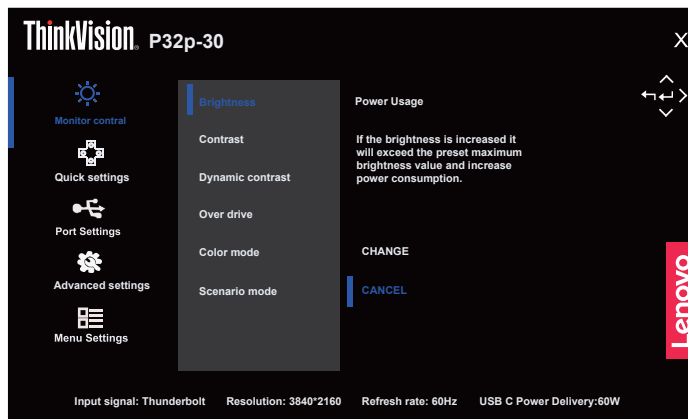 ThinkVision® P32p-30
X
Monitor contral
Quick settings
Port Settings
Advanced settings
Menu Settings
Brightness
Contrast
Dynamic contrast
Over drive
Color mode
Scenario mode
Power Usage
If the brightness is increased it
will exceed the preset maximum
brightness value and increase
power consumption.
CHANGE
CANCEL
Lenovo
Input signal: Thunderbolt Resolution: 3840*2160 Refresh rate: 60Hz USB C Power Delivery:60W